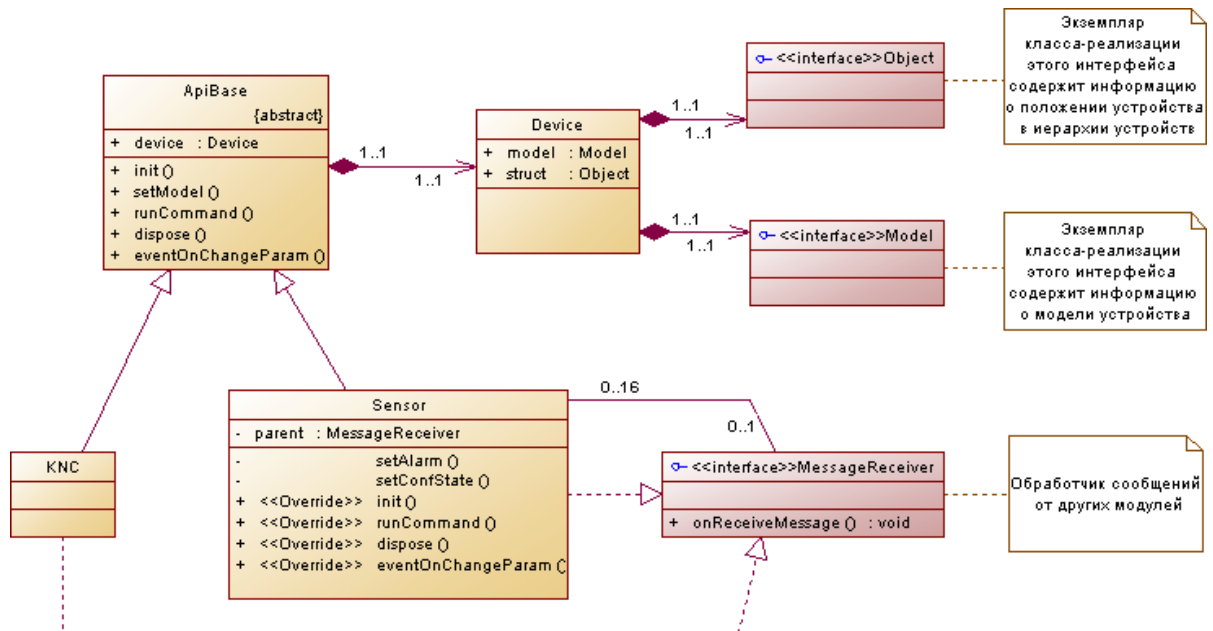 Экземпляр
класса-реализации
этого интерфейса
содержит информацию
о положении устройства
в иерархии устройств
<<interface>>Object
1..1
1..1
ApiBase
{abstract}
+ device : Device
+ init ()
+ setModel ()
+ runCommand ()
+ dispose ()
+ eventOnChangeParam ()
1..1
1..1
Device
+ model : Model
+ struct : Object
1..1
1..1
<<interface>>Model
Экземпляр
класса-реализации
этого интерфейса
содержит информацию
о модели устройства
KNC
Sensor
- parent : MessageReceiver
- setAlarm ()
- setConfState ()
+ <<Override>> init ()
+ <<Override>> runCommand ()
+ <<Override>> dispose ()
+ <<Override>> eventOnChangeParam ()
0..16
0..1
<<interface>>MessageReceiver
+ onReceiveMessage () : void
Обработчик сообщений
от других модулей